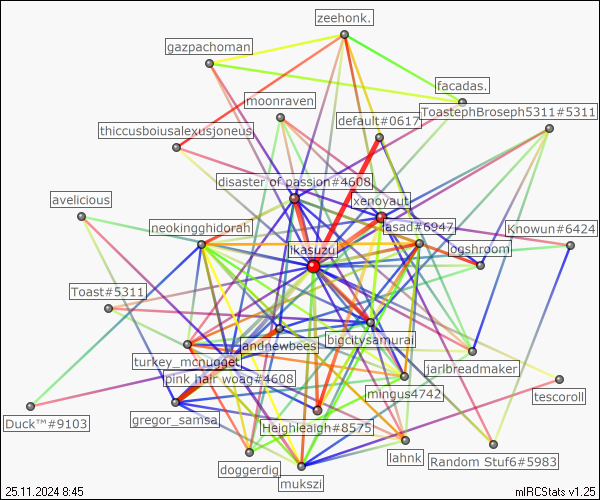 zeehonk.
gazpachoman
facadas.
moonraven
ToastephBroseph5311#5311
default#0617
thiccusboiusalexusjoneus
disaster of passion#4608
xenoyaut
avelicious
neokingghidorah
fasad#6947
Knowun#6424
ikasuzu
ogshroom
Toast#5311
jandnewbees
bigcitysamurai
turkey_mcnugget
jarlbreadmaker
pink hair woag#4608
mingus4742
tescoroll
Duck™#9103
gregor_samsa
Heighleaigh#8575
lahnk
Random Stuf6#5983
doggerdig
mukszi
25.11.2024 8:45
mIRCStats v1.25